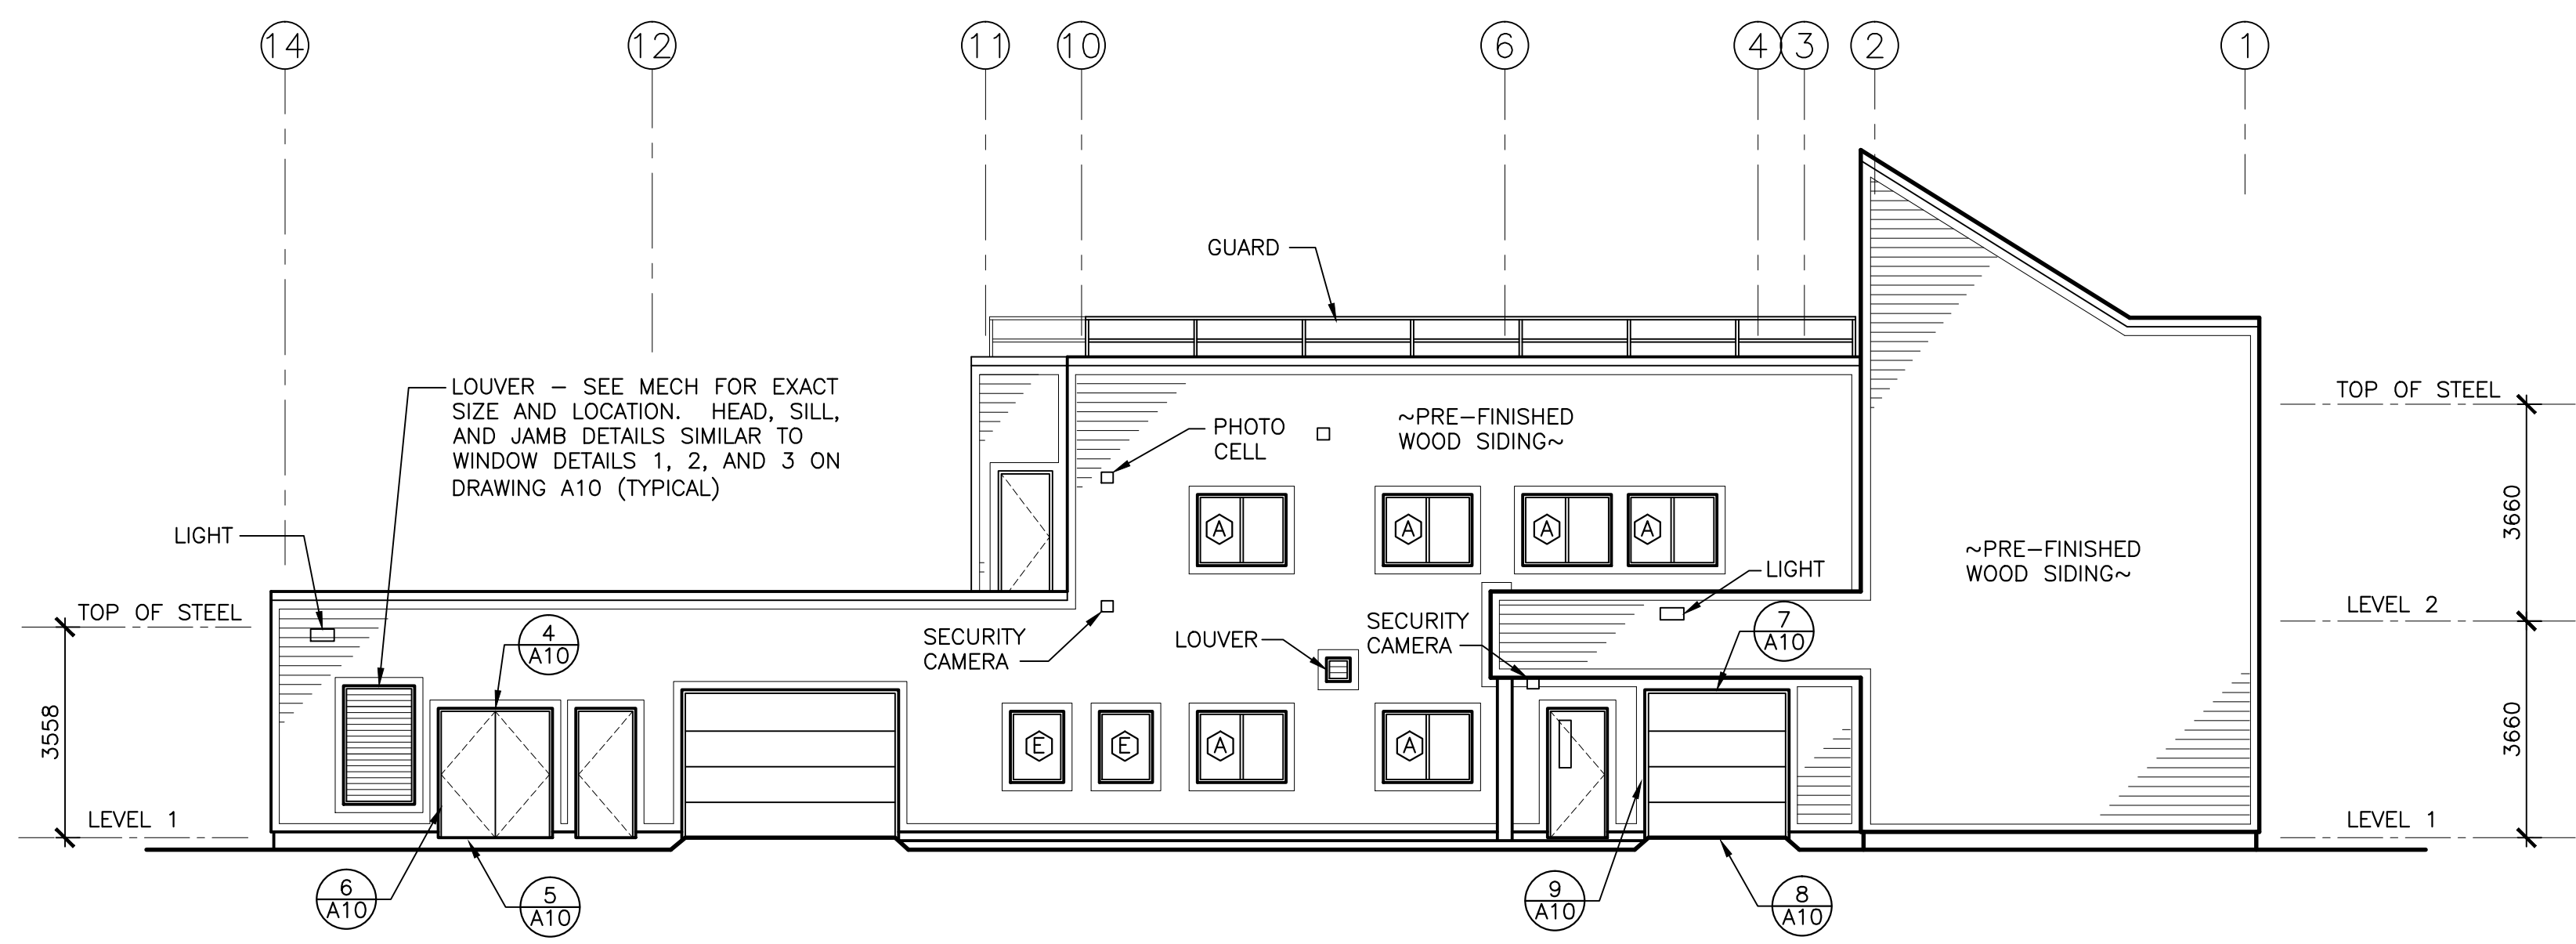 14
12
11
10
6
4
3
2
1
GUARD
LOUVER – SEE MECH FOR EXACT
SIZE AND LOCATION.  HEAD, SILL,
AND JAMB DETAILS SIMILAR TO
WINDOW DETAILS 1, 2, AND 3 ON
DRAWING A10 (TYPICAL)
TOP OF STEEL
PHOTO
CELL
~PRE–FINISHED
WOOD SIDING~
3660
A
A
A
A
LIGHT
~PRE–FINISHED
WOOD SIDING~
LIGHT
TOP OF STEEL
LEVEL 2
4
A10
SECURITY
CAMERA
LOUVER
SECURITY
CAMERA
7
A10
3558
3660
E
E
A
A
LEVEL 1
LEVEL 1
6
A10
5
A10
9
A10
8
A10